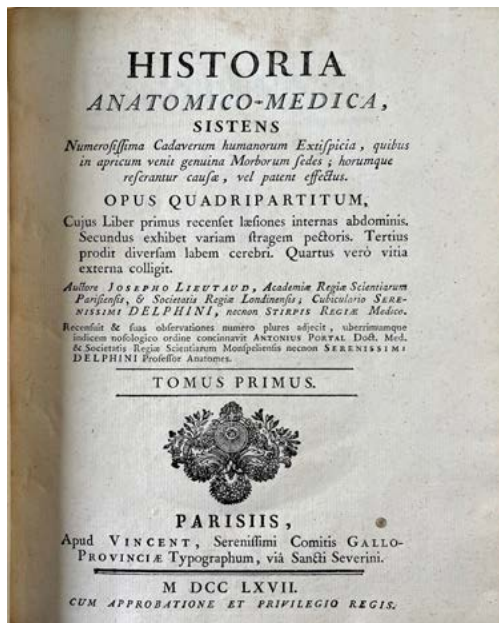 HISTORIA
ANATOMICO-MEDICA,
SISTENS
Numerosissima Cadaverum humanorum Extispicia, quibus
in apricum venit genuina Morborum sedes; horumque
reserantur causæ, vel patent effectus.
OPUS QUADRIPARTITUM,
Cujus Liber primus recenset læsiones internas abdominis.
Secundus exhibet variam stragem pectoris. Tertius
prodit diversam labem cerebri. Quartus verò vitia
externa colligit.
Auctore JOSEPHO LIEUTAUD, Academiæ Regiæ Scientiarum
Parisiensis, & Societatis Regiæ Londinensis; Cubiculario SERE-
NISSIMI DELPHINI, necnon STIRPIS REGIÆ Medico.
Recensuit & suas observationes numero plures adjecit, uberrimumque
indicem nosologico ordine concinnavit ANTONIUS PORTAL Doct. Med.
& Societatis Regiæ Scientiarum Monspeliensis necnon SERENISSIMI
DELPHINI Professor Anatomes.
TOMUS PRIMUS.
PARISIIS,
Apud VINCENT, Serenissimi Comitis GALLO-
PROVINCIÆ Typographum, viâ Sancti Severini.
M DCC LXVII.
CUM APPROBATIONE ET PRIVILEGIO REGIS.